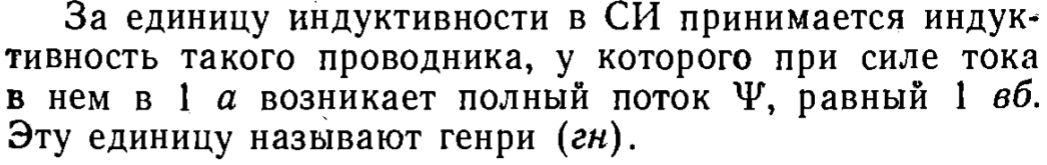 За единицу индуктивности в СИ принимается индук-
тивность такого проводника, у которого при силе тока
в нем в 1 а возникает полный поток Ψ, равный 1 вб.
Эту единицу называют генри (гн).